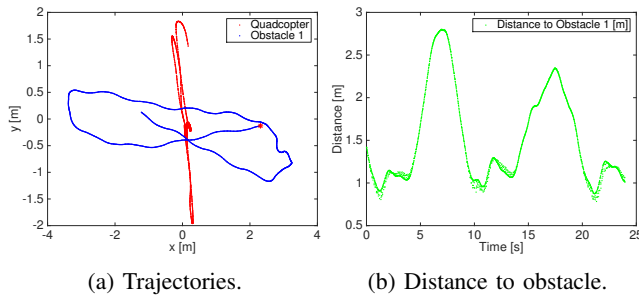 2
1.5
1
0.5
0
-0.5
-1
-1.5
-2
y [m]
-4
-2
0
2
4
x [m]
Quadcopter
Obstacle 1
(a) Trajectories.
3
2.5
2
1.5
1
0.5
Distance [m]
0
5
10
15
20
25
Time [s]
Distance to Obstacle 1 [m]
(b) Distance to obstacle.